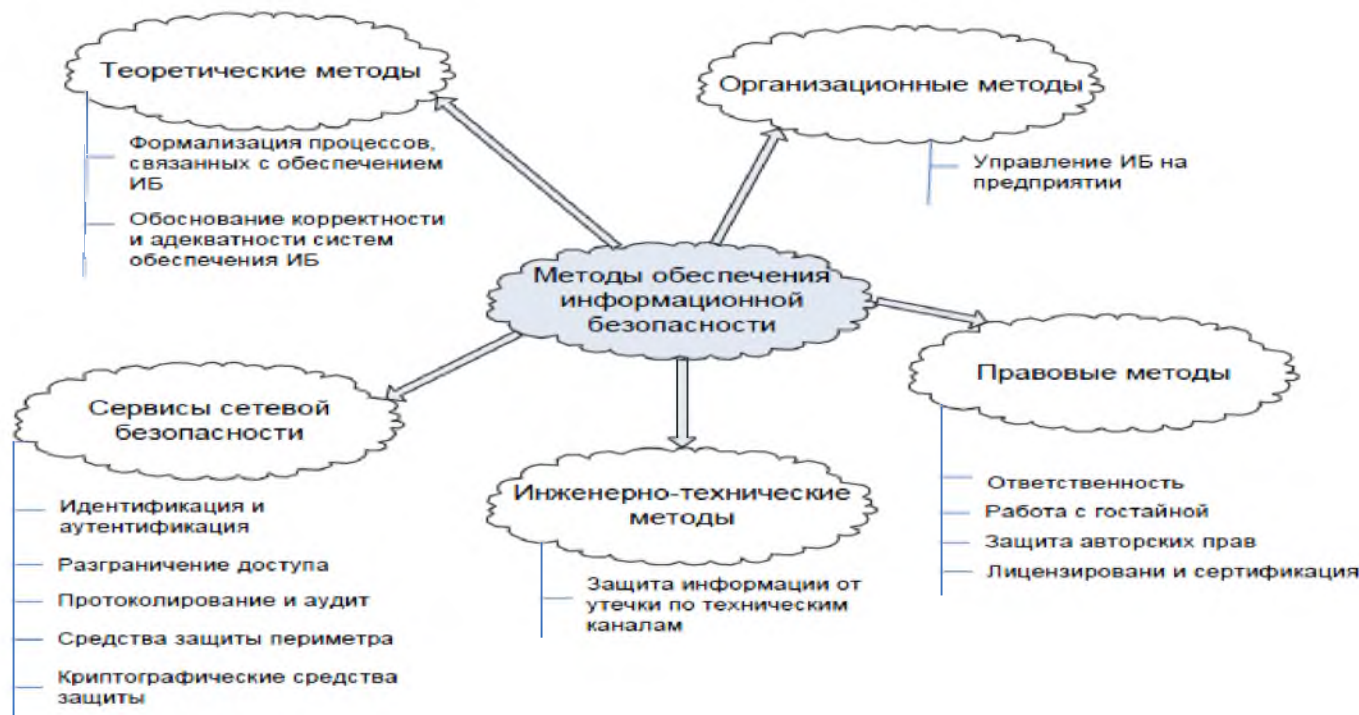 Теоретические методы
Формализация процессов,
связанных с обеспечением
ИБ
Обоснование корректности
и адекватности систем
обеспечения ИБ
Организационные методы
Управление ИБ на
предприятии
Методы обеспечения
информационной
безопасности
Правовые методы
Ответственность
Работа с гостайной
Защита авторских прав
Лицензировани и сертификация
Сервисы сетевой
безопасности
Идентификация и
аутентификация
Разграничение доступа
Протоколирование и аудит
Средства защиты периметра
Криптографические средства
защиты
Инженерно-технические
методы
Защита информации от
утечки по техническим
каналам